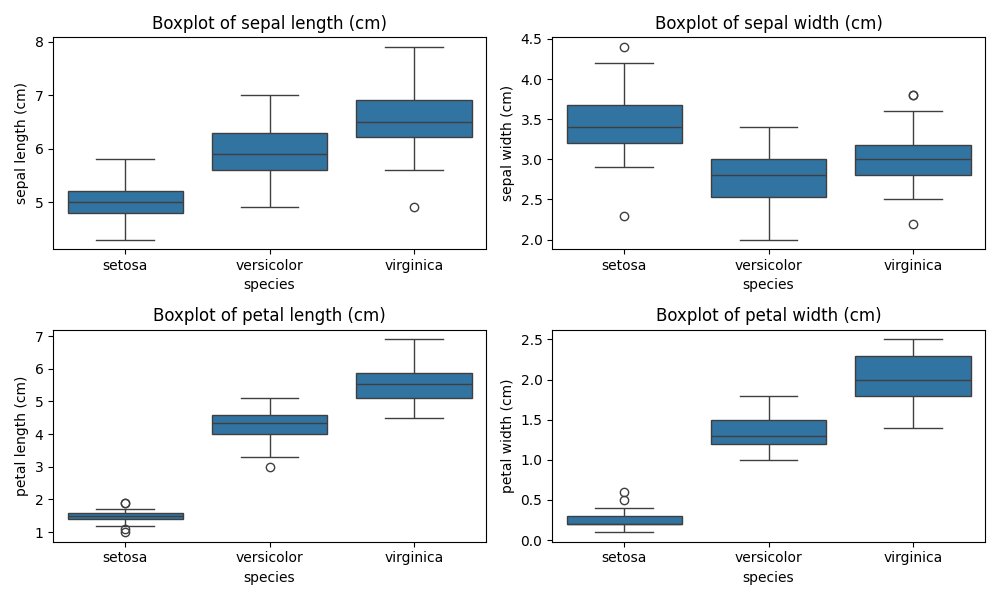 Boxplot of sepal length (cm)
8
7
6
5
sepal length (cm)
setosa versicolor virginica
species
Boxplot of sepal width (cm)
4.5
4.0
3.5
3.0
2.5
2.0
sepal width (cm)
setosa versicolor virginica
species
Boxplot of petal length (cm)
7
6
5
4
3
2
1
petal length (cm)
setosa versicolor virginica
species
Boxplot of petal width (cm)
2.5
2.0
1.5
1.0
0.5
0.0
petal width (cm)
setosa versicolor virginica
species